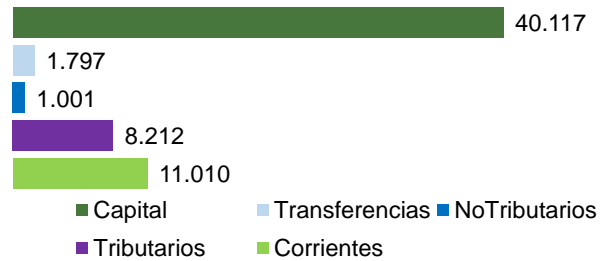 40.117
1.797
1.001
8.212
11.010
Capital Transferencias NoTributarios
Tributarios Corrientes